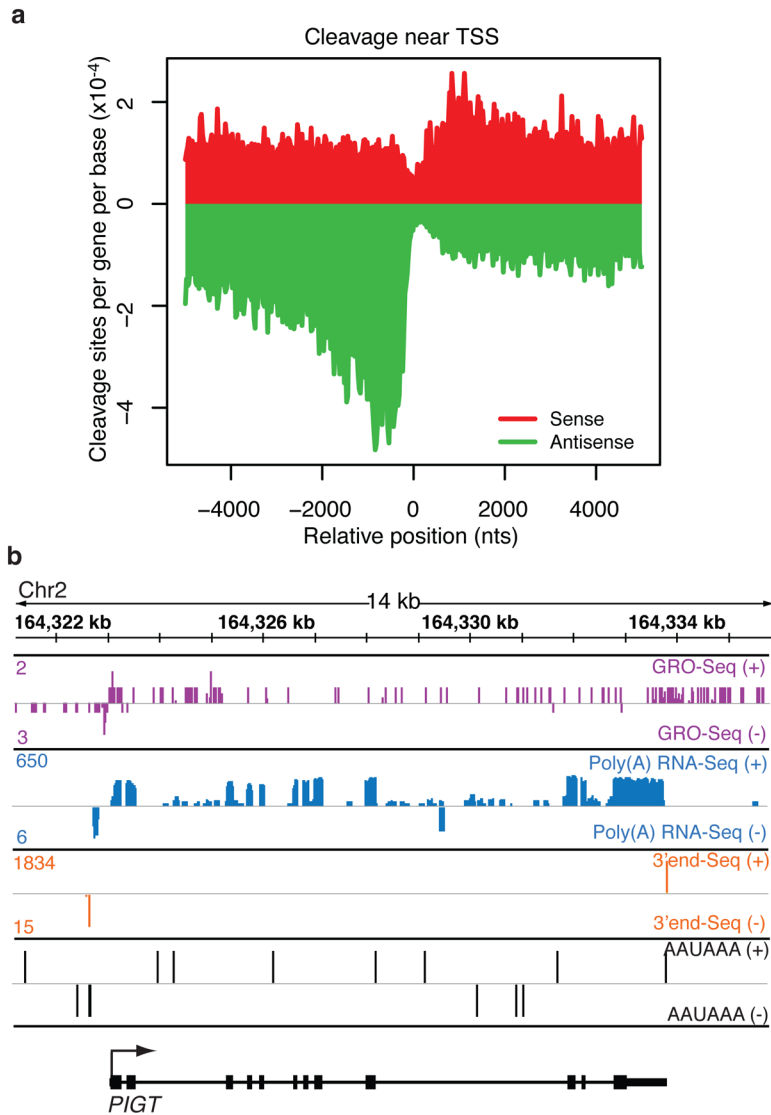 a
Cleavage near TSS
Cleavage sites per gene per base (x10-4)
2
0
−2
−4
Sense
Antisense
−4000 −2000 0 2000 4000
Relative position (nts)
b
Chr2
14 kb
164,322 kb 164,326 kb 164,330 kb 164,334 kb
2 GRO-Seq (+)
3 GRO-Seq (-)
650 Poly(A) RNA-Seq (+)
6 Poly(A) RNA-Seq (-)
1834 3'end-Seq (+)
15 3'end-Seq (-)
AAUAAA (+)
AAUAAA (-)
PIGT